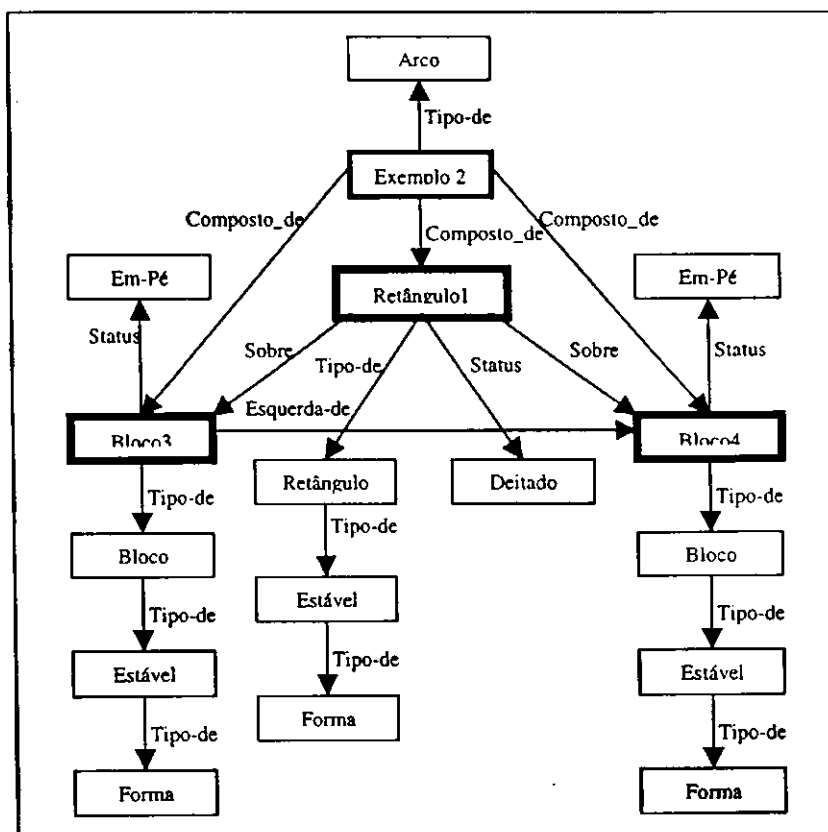 Arco
Tipo-de
Exemplo 2
Composto_de
Composto_de
Composto_de
Em-Pé
Retângulo1
Em-Pé
Status
Sobre
Tipo-de
Status
Sobre
Status
Esquerda-de
Bloco3
Bloco4
Tipo-de
Retângulo
Deitado
Tipo-de
Bloco
Tipo-de
Bloco
Tipo-de
Estável
Tipo-de
Estável
Tipo-de
Estável
Tipo-de
Forma
Tipo-de
Forma
Forma